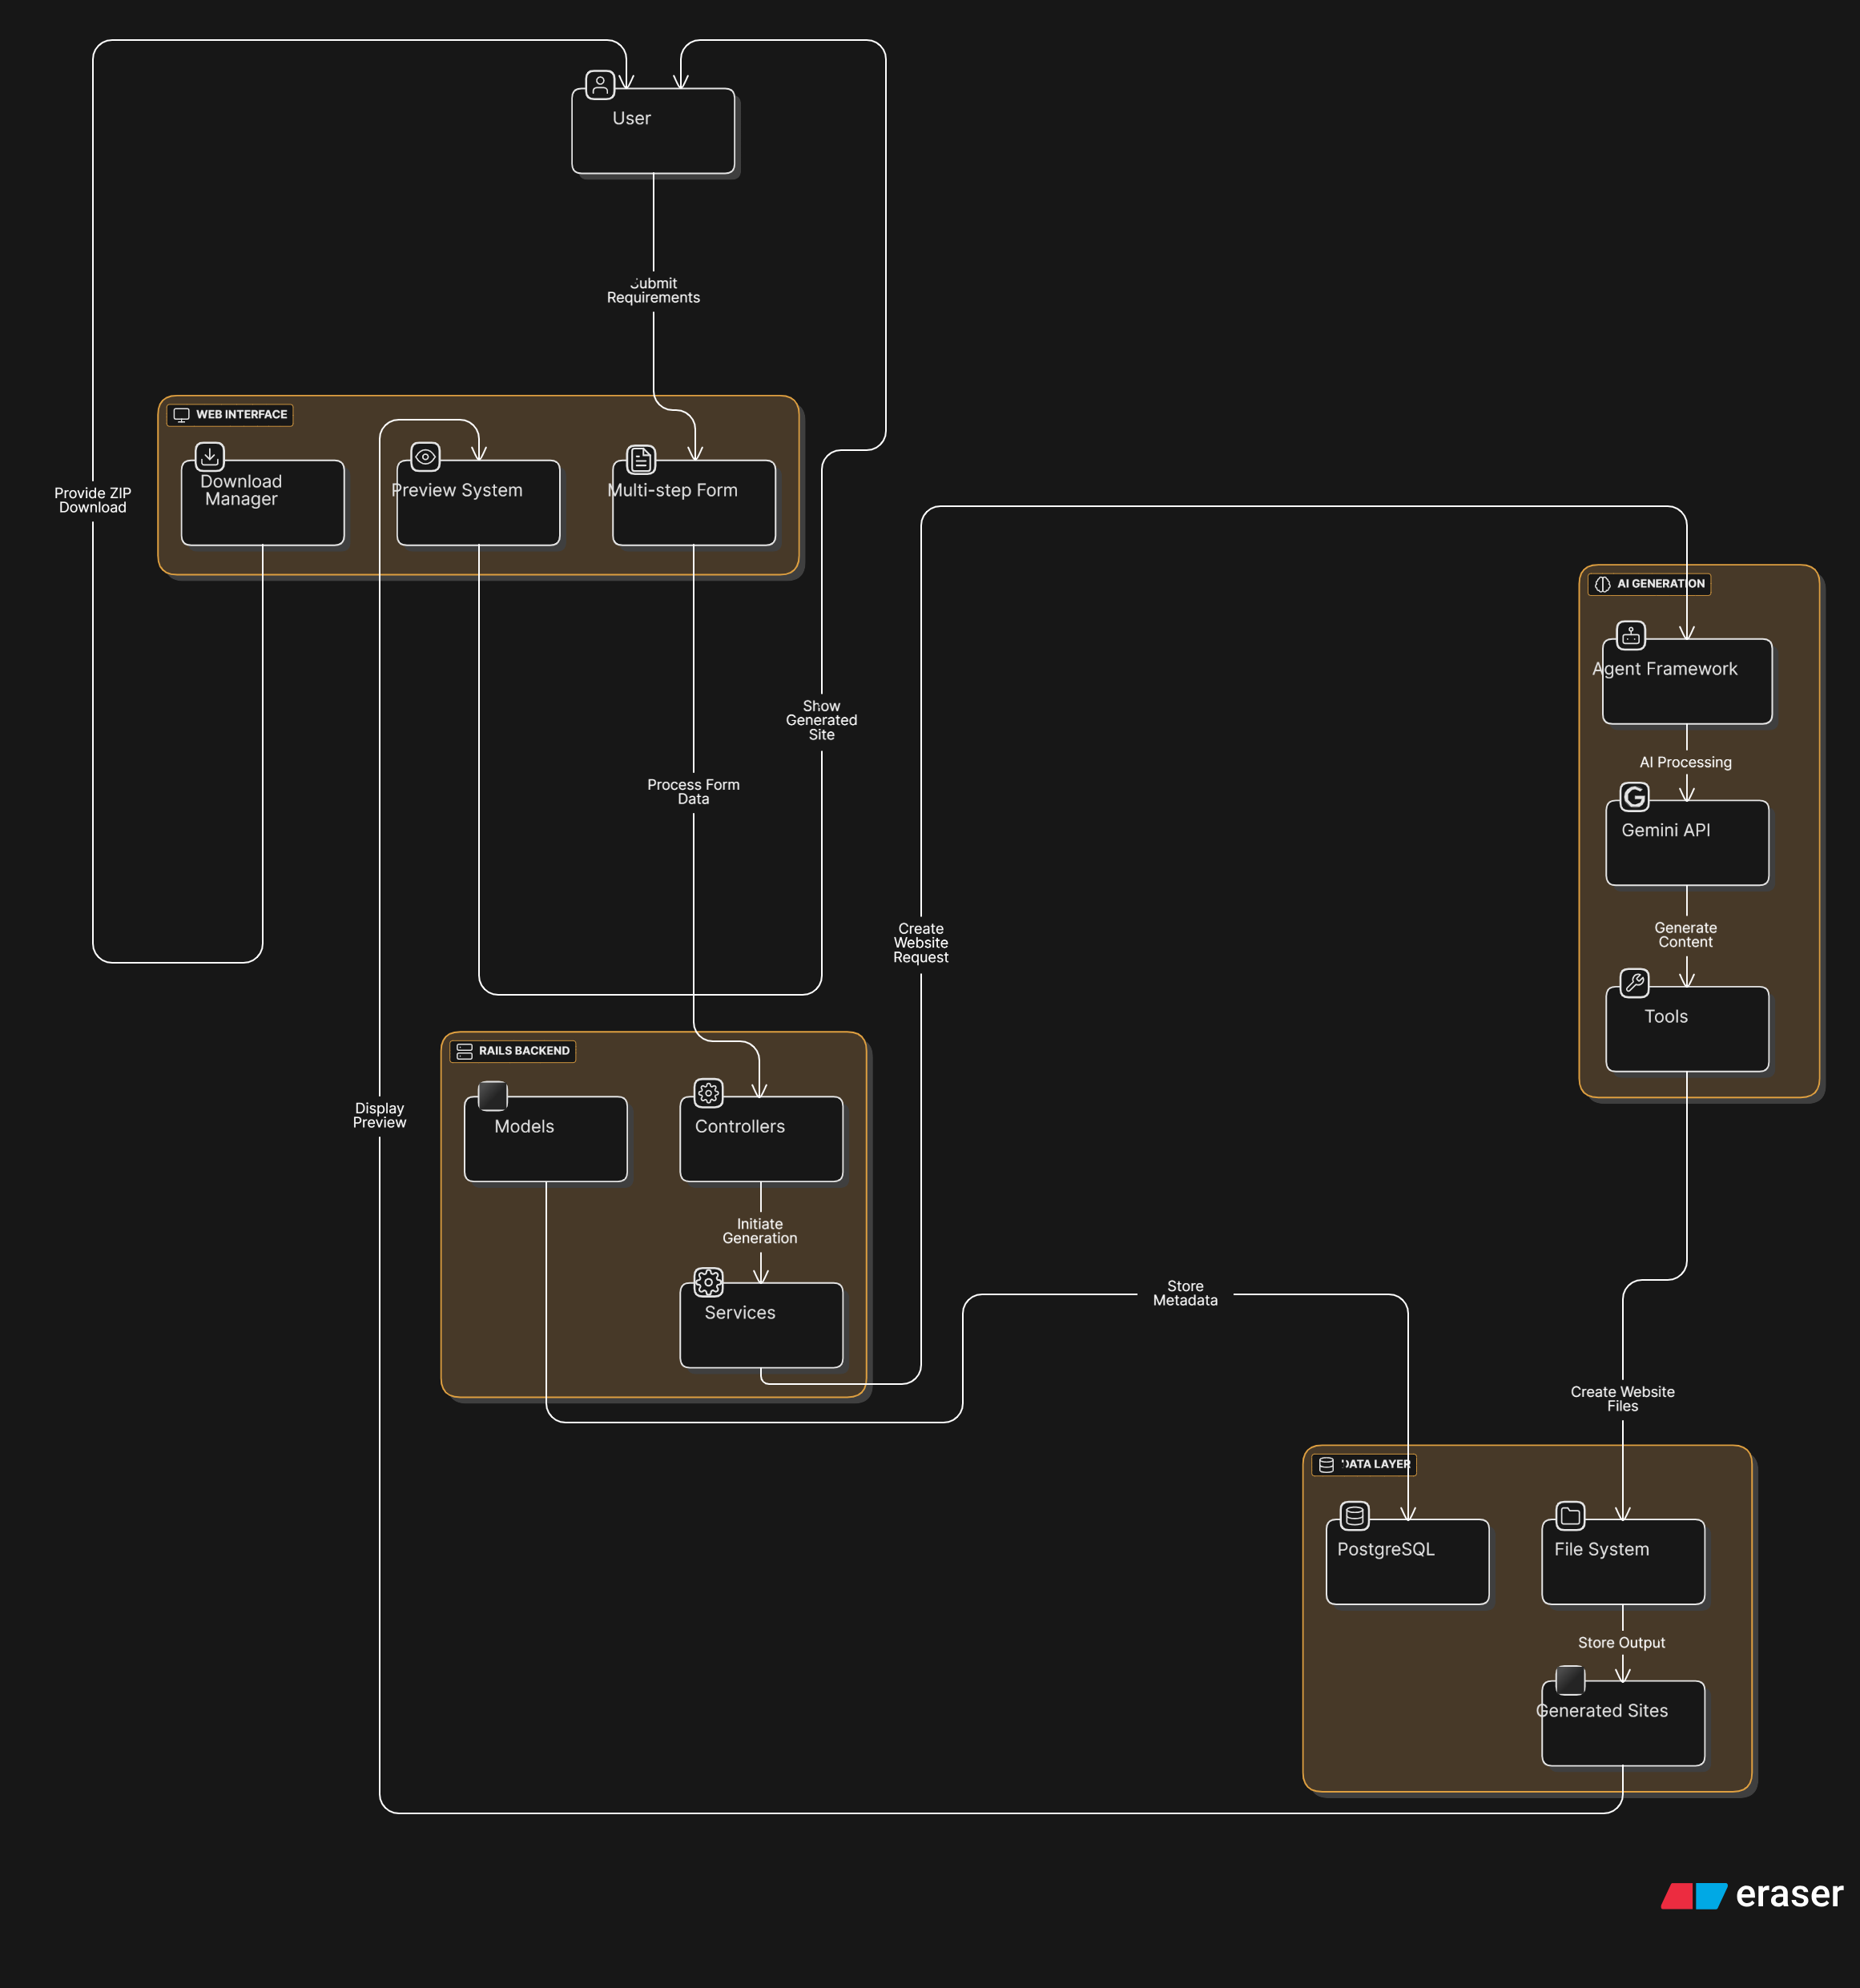 User
Submit
Requirements
WEB INTERFACE
Download
Manager
Preview System
Multi-step Form
Provide ZIP
Download
AI GENERATION
Agent Framework
Show
Generated
Site
AI Processing
Process Form
Data
Gemini API
Create
Website
Request
Generate
Content
Tools
RAILS BACKEND
Display
Preview
Models
Controllers
Initiate
Generation
Services
Store
Metadata
Create Website
Files
DATA LAYER
PostgreSQL
File System
Store Output
Generated Sites
eraser